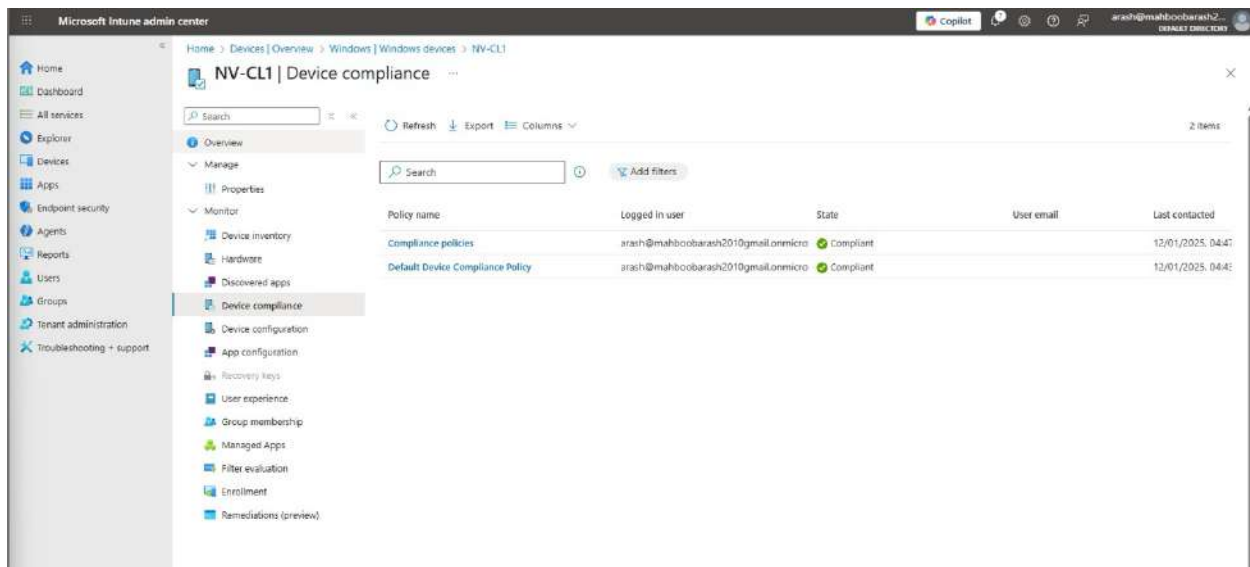 Microsoft Intune admin center
Copilot
arash@mahboobarash2...
DEFAULT DIRECTORY
Home
Dashboard
All services
Explorer
Devices
Apps
Endpoint security
Agents
Reports
Users
Groups
Tenant administration
Troubleshooting + support
Home > Devices | Overview > Windows | Windows devices > NV-CL1
NV-CL1 | Device compliance ...
Search
Overview
Manage
Properties
Monitor
Device inventory
Hardware
Discovered apps
Device compliance
Device configuration
App configuration
Recovery keys
User experience
Group membership
Managed Apps
Filter evaluation
Enrollment
Remediations (preview)
Refresh Export Columns
2 items
Search
Add filters
Policy name Logged in user State User email Last contacted
Compliance policies arash@mahboobarash2010gmail.onmicro Compliant 12/01/2025, 04:47
Default Device Compliance Policy arash@mahboobarash2010gmail.onmicro Compliant 12/01/2025,